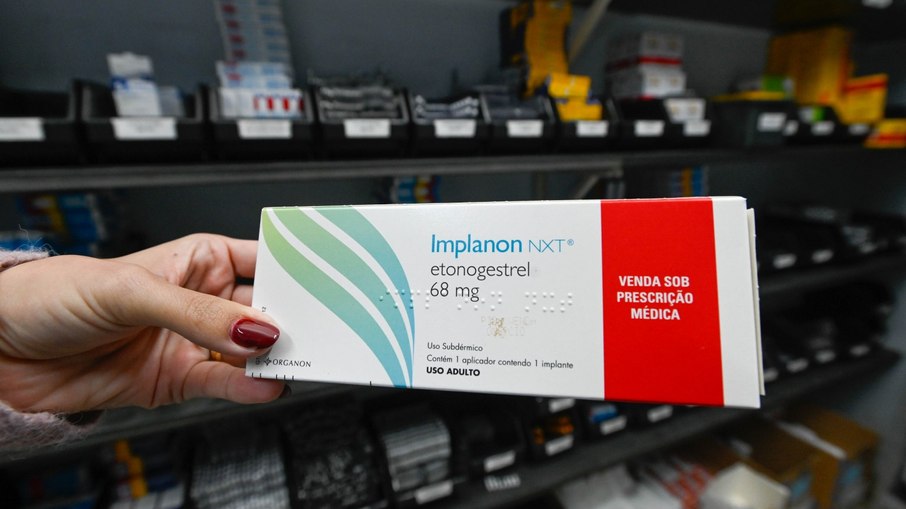 Implanon NXT®
etonogestrel
68 mg
Uso Subdérmico
Contém 1 aplicador contendo 1 implante
USO ADULTO
ORGANON
VENDA SOB
PRESCRIÇÃO
MÉDICA